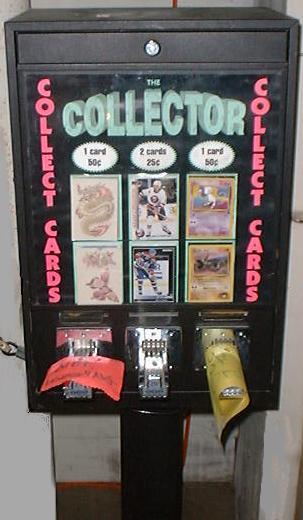 THE
COLLECTOR
COLLECT CARDS
1 card
50¢
2 cards
25¢
1 card
50¢
COLLECT CARDS